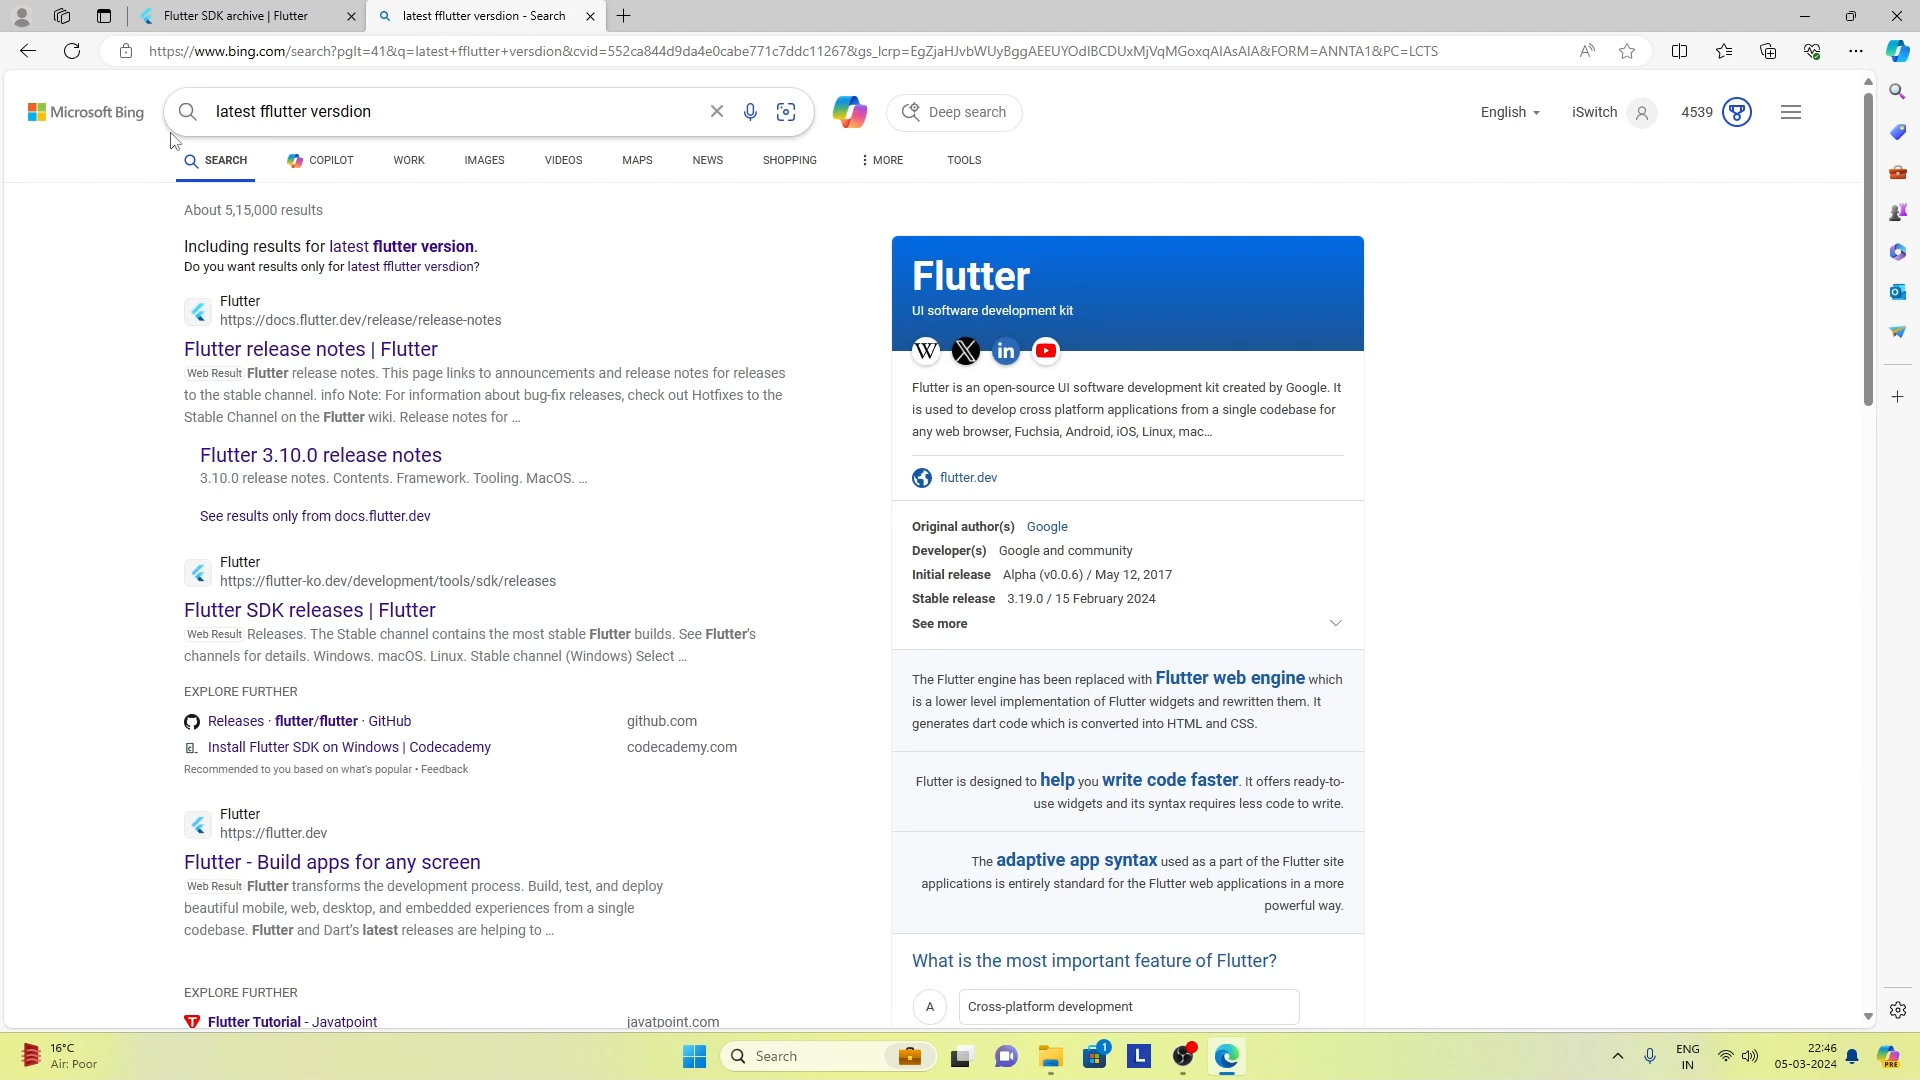 Flutter SDK archive | Flutter
latest fflutter versdion - Search
https://www.bing.com/search?pglt=41&q=latest+fflutter+versdion&cvid=552ca844d9da4e0cabe771c7ddc11267&gs_lcrp=EgZjaHJvbWUyBggAEEUYOdIBCDUxMjVqMGoxqAIAsAIA&FORM=ANNTA1&PC=LCTS
Microsoft Bing
latest fflutter versdion
Deep search
English
iSwitch
4539
SEARCH
COPILOT
WORK
IMAGES
VIDEOS
MAPS
NEWS
SHOPPING
MORE
TOOLS
About 5,15,000 results
Including results for latest flutter version.
Do you want results only for latest fflutter versdion?
Flutter
https://docs.flutter.dev/release/release-notes
Flutter release notes | Flutter
Web Result Flutter release notes. This page links to announcements and release notes for releases
to the stable channel. info Note: For information about bug-fix releases, check out Hotfixes to the
Stable Channel on the Flutter wiki. Release notes for ...
Flutter 3.10.0 release notes
3.10.0 release notes. Contents. Framework. Tooling. MacOS. ...
See results only from docs.flutter.dev
Flutter
https://flutter-ko.dev/development/tools/sdk/releases
Flutter SDK releases | Flutter
Web Result Releases. The Stable channel contains the most stable Flutter builds. See Flutter's
channels for details. Windows. macOS. Linux. Stable channel (Windows) Select ...
EXPLORE FURTHER
Releases · flutter/flutter · GitHub
github.com
Install Flutter SDK on Windows | Codecademy
codecademy.com
Recommended to you based on what's popular • Feedback
Flutter
https://flutter.dev
Flutter - Build apps for any screen
Web Result Flutter transforms the development process. Build, test, and deploy
beautiful mobile, web, desktop, and embedded experiences from a single
codebase. Flutter and Dart's latest releases are helping to ...
EXPLORE FURTHER
Flutter Tutorial - Javatpoint
javatpoint.com
Flutter
UI software development kit
W
in
Flutter is an open-source UI software development kit created by Google. It
is used to develop cross platform applications from a single codebase for
any web browser, Fuchsia, Android, iOS, Linux, mac...
flutter.dev
Original author(s) Google
Developer(s) Google and community
Initial release Alpha (v0.0.6) / May 12, 2017
Stable release 3.19.0 / 15 February 2024
See more
The Flutter engine has been replaced with Flutter web engine which
is a lower level implementation of Flutter widgets and rewritten them. It
generates dart code which is converted into HTML and CSS.
Flutter is designed to help you write code faster. It offers ready-to-
use widgets and its syntax requires less code to write.
The adaptive app syntax used as a part of the Flutter site
applications is entirely standard for the Flutter web applications in a more
powerful way.
What is the most important feature of Flutter?
A
Cross-platform development
16°C
Air: Poor
Search
1
L
ENG
IN
22:46
05-03-2024
PRE